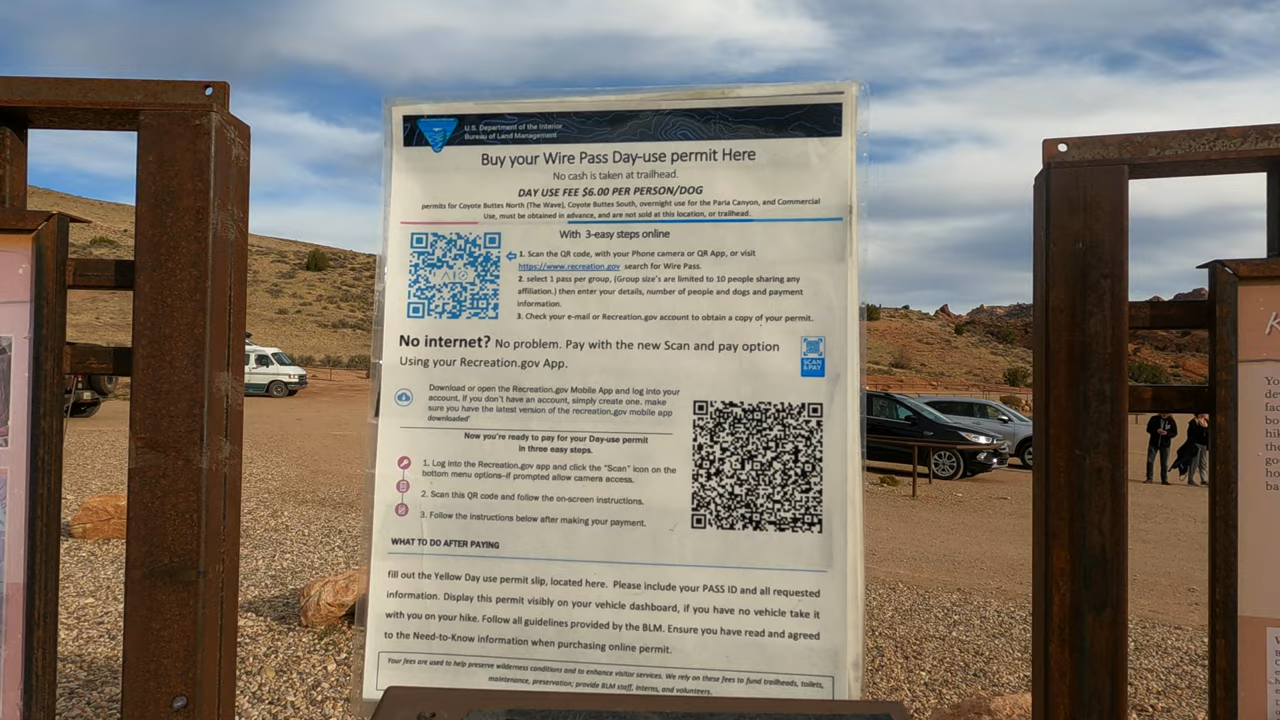 U.S. Department of the Interior
Bureau of Land Management
Buy your Wire Pass Day-use permit Here
No cash is taken at trailhead.
DAY USE FEE $6.00 PER PERSON/DOG
permits for Coyote Buttes North (The Wave), Coyote Buttes South, overnight use for the Paria Canyon, and Commercial
Use, must be obtained in advance, and are not sold at this location, or trailhead.
With 3-easy steps online
1. Scan the QR code, with your Phone camera or QR App, or visit
https://www.recreation.gov search for Wire Pass.
2. select 1 pass per group, (Group size's are limited to 10 people sharing any
affiliation.) then enter your details, number of people and dogs and payment
information.
3. Check your e-mail or Recreation.gov account to obtain a copy of your permit.
No internet? No problem. Pay with the new Scan and pay option
Using your Recreation.gov App.
SCAN
&PAY
Download or open the Recreation.gov Mobile App and log into your
account. If you don't have an account, simply create one. make
sure you have the latest version of the recreation.gov mobile app
downloaded'
Now you're ready to pay for your Day-use permit
in three easy steps.
1. Log into the Recreation.gov app and click the "Scan" icon on the
bottom menu options–if prompted allow camera access.
2. Scan this QR code and follow the on-screen instructions.
3. Follow the instructions below after making your payment.
WHAT TO DO AFTER PAYING
fill out the Yellow Day use permit slip, located here. Please include your PASS ID and all requested
information. Display this permit visibly on your vehicle dashboard, if you have no vehicle take it
with you on your hike. Follow all guidelines provided by the BLM. Ensure you have read and agreed
to the Need-to-Know information when purchasing online permit.
Your fees are used to help preserve wilderness conditions and to enhance visitor services. We rely on these fees to fund trailheads, toilets,
maintenance, preservation; provide BLM staff, interns, and volunteers.